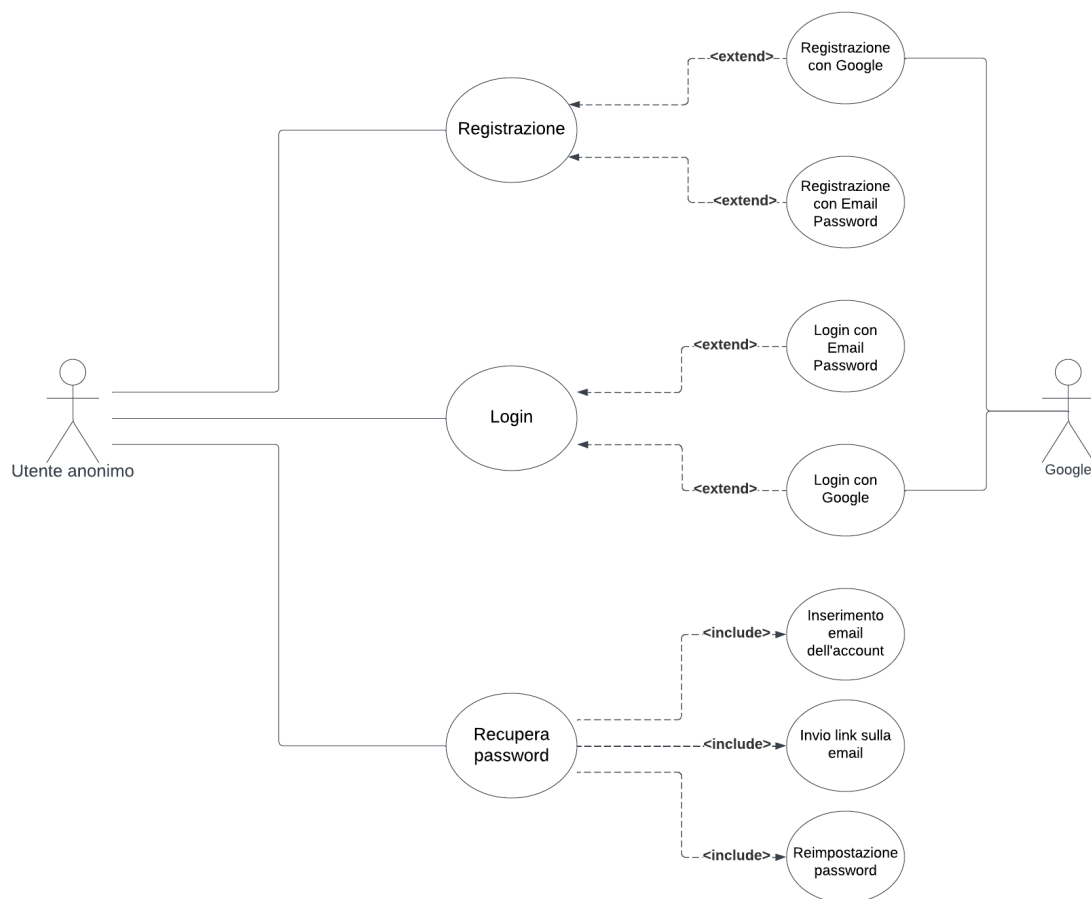 Registrazione
con Google
<extend>
Registrazione
<extend>
Registrazione
con Email
Password
Login con
Email
Password
<extend>
Login
Utente anonimo
Google
<extend>
Login con
Google
Inserimento
email
dell'account
<include>
Recupera
password
<include>
Invio link sulla
email
<include>
Reimpostazione
password